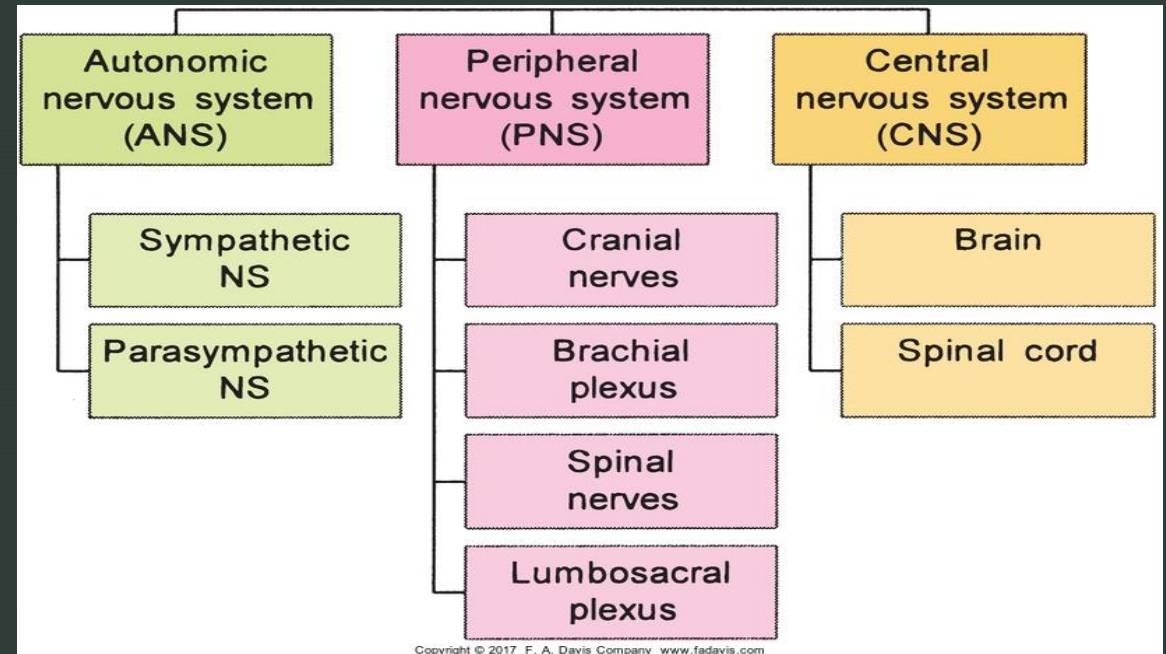 Autonomic
nervous system
(ANS)
Sympathetic
NS
Parasympathetic
NS
Peripheral
nervous system
(PNS)
Cranial
nerves
Brachial
plexus
Spinal
nerves
Lumbosacral
plexus
Central
nervous system
(CNS)
Brain
Spinal cord
Copyright © 2017 F. A. Davis Company www.fadavis.com